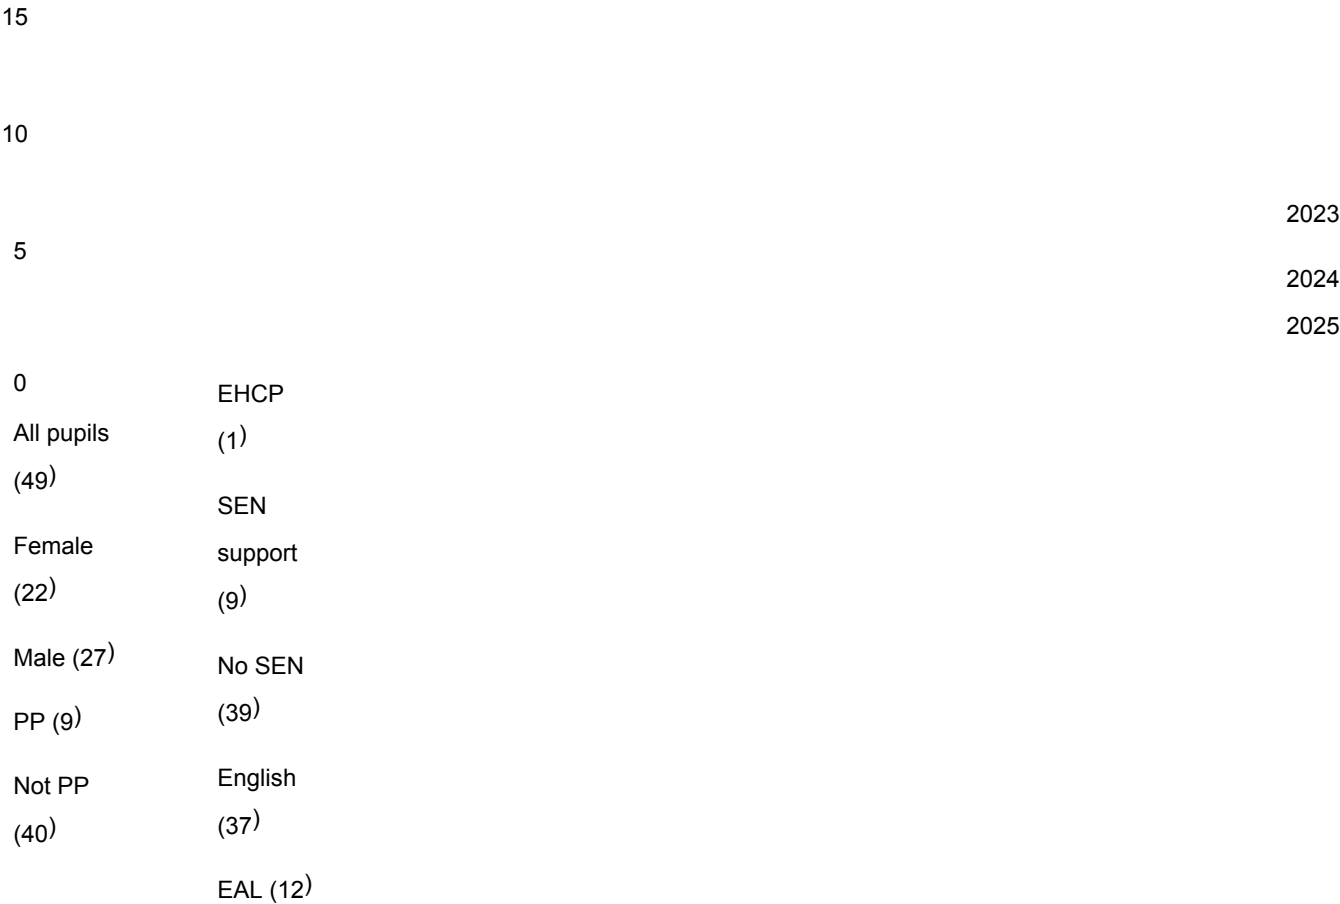 15
10
5
0
2023
2024
2025
All pupils
(49)
Female
(22)
Male (27)
PP (9)
Not PP
(40)
EHCP
(1)
SEN
support
(9)
No SEN
(39)
English
(37)
EAL (12)